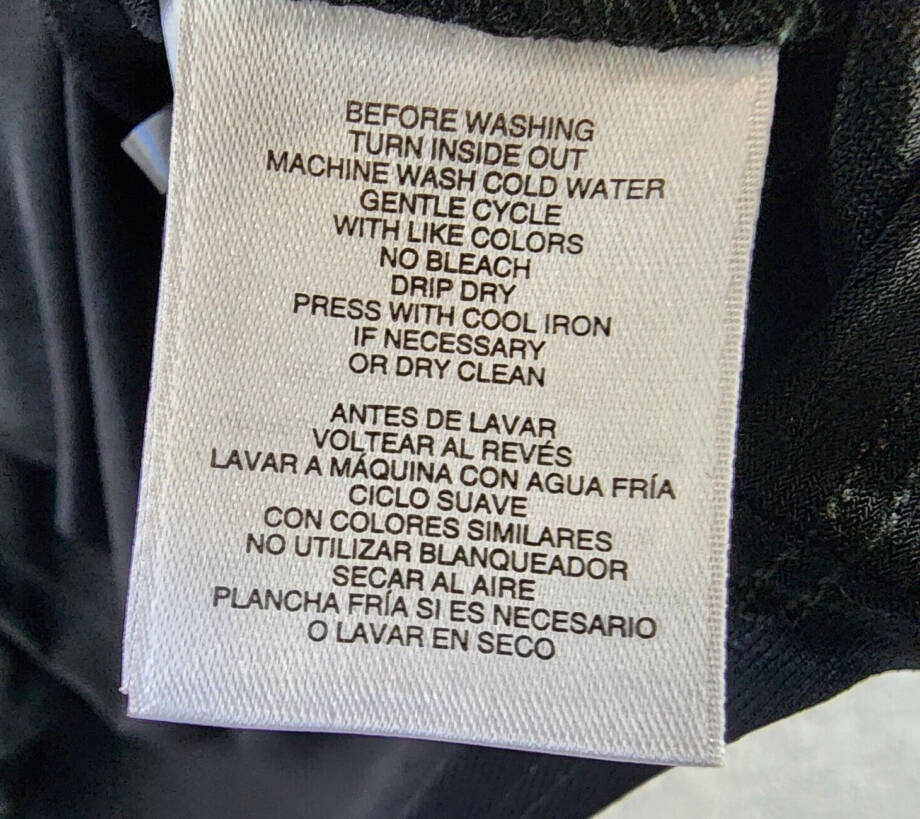 BEFORE WASHING
TURN INSIDE OUT
MACHINE WASH COLD WATER
GENTLE CYCLE
WITH LIKE COLORS
NO BLEACH
DRIP DRY
PRESS WITH COOL IRON
IF NECESSARY
OR DRY CLEAN
ANTES DE LAVAR
VOLTEAR AL REVÉS
LAVAR A MÁQUINA CON AGUA FRÍA
CICLO SUAVE
CON COLORES SIMILARES
NO UTILIZAR BLANQUEADOR
SECAR AL AIRE
PLANCHA FRÍA SI ES NECESARIO
O LAVAR EN SECO